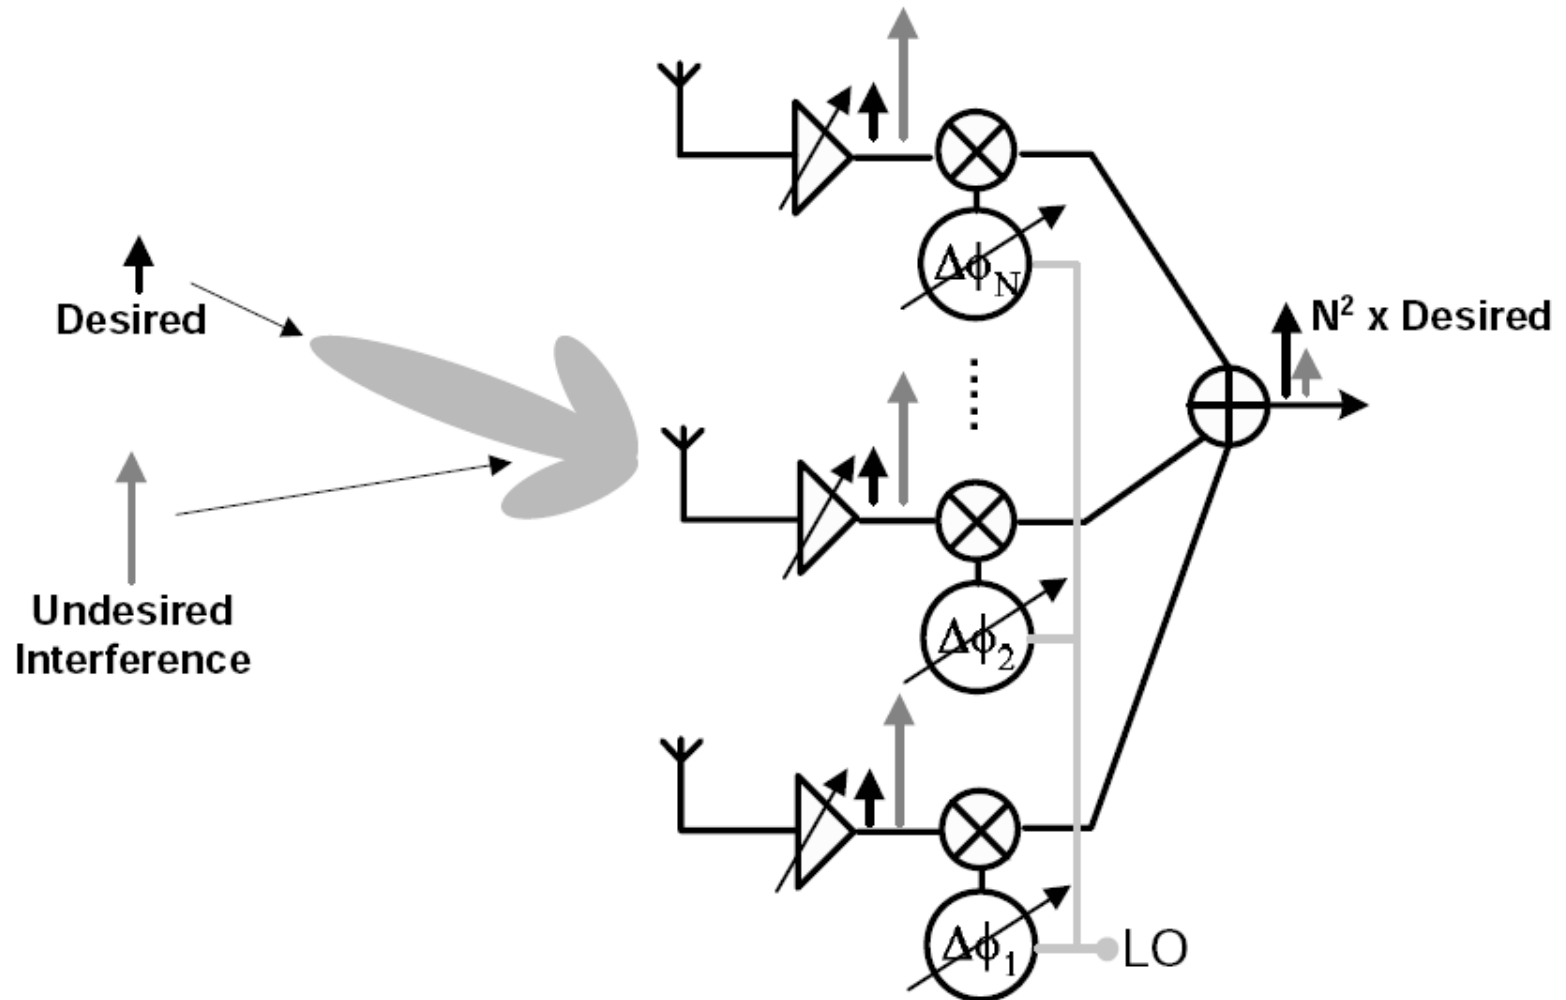 Desired
Undesired
Interference
Δϕ_N
Δϕ_2
Δϕ_1
LO
N² x Desired